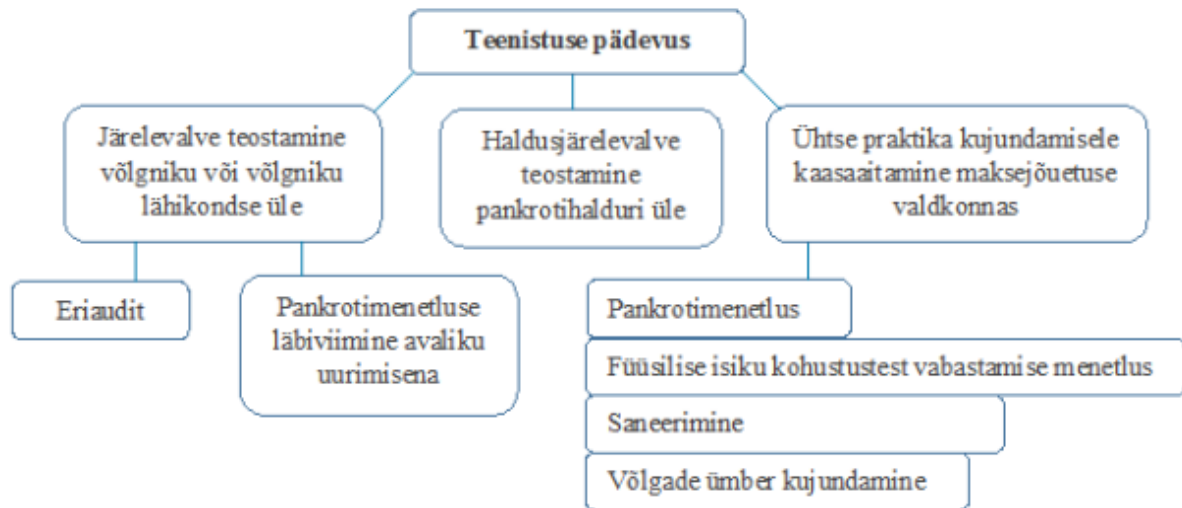 Teenistuse pädevus
Järelevalve teostamine
võlgniku või võlgniku
lähikondse üle
Haldusjärelevalve
teostamine
pankrotihalduri üle
Ühtse praktika kujundamisele
kaasaaitamine maksejõuetuse
valdkonnas
Eriaudit
Pankrotimenetluse
läbiviimine avaliku
uurimisena
Pankrotimenetlus
Füüsilise isiku kohustustest vabastamise menetlus
Saneerimine
Võlgade ümber kujundamine